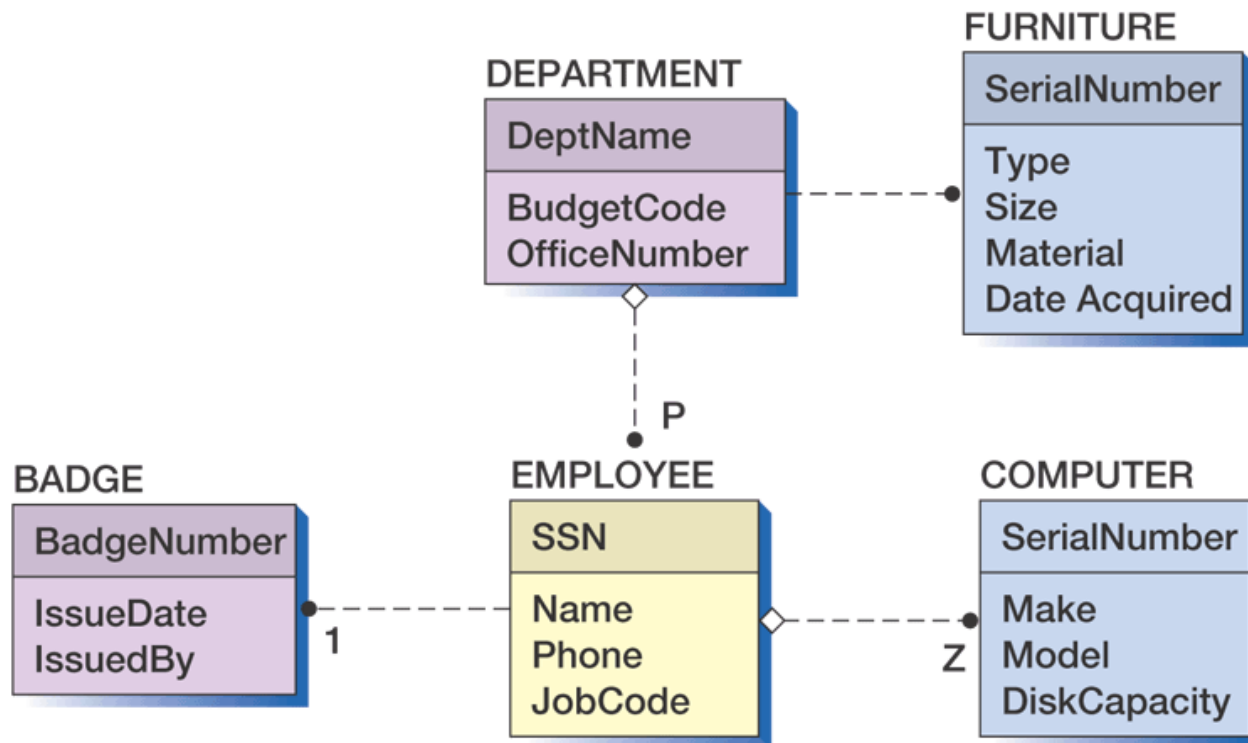 FURNITURE
SerialNumber
Type
Size
Material
Date Acquired
DEPARTMENT
DeptName
BudgetCode
OfficeNumber
P
BADGE
BadgeNumber
IssueDate
IssuedBy
1
EMPLOYEE
SSN
Name
Phone
JobCode
Z
COMPUTER
SerialNumber
Make
Model
DiskCapacity